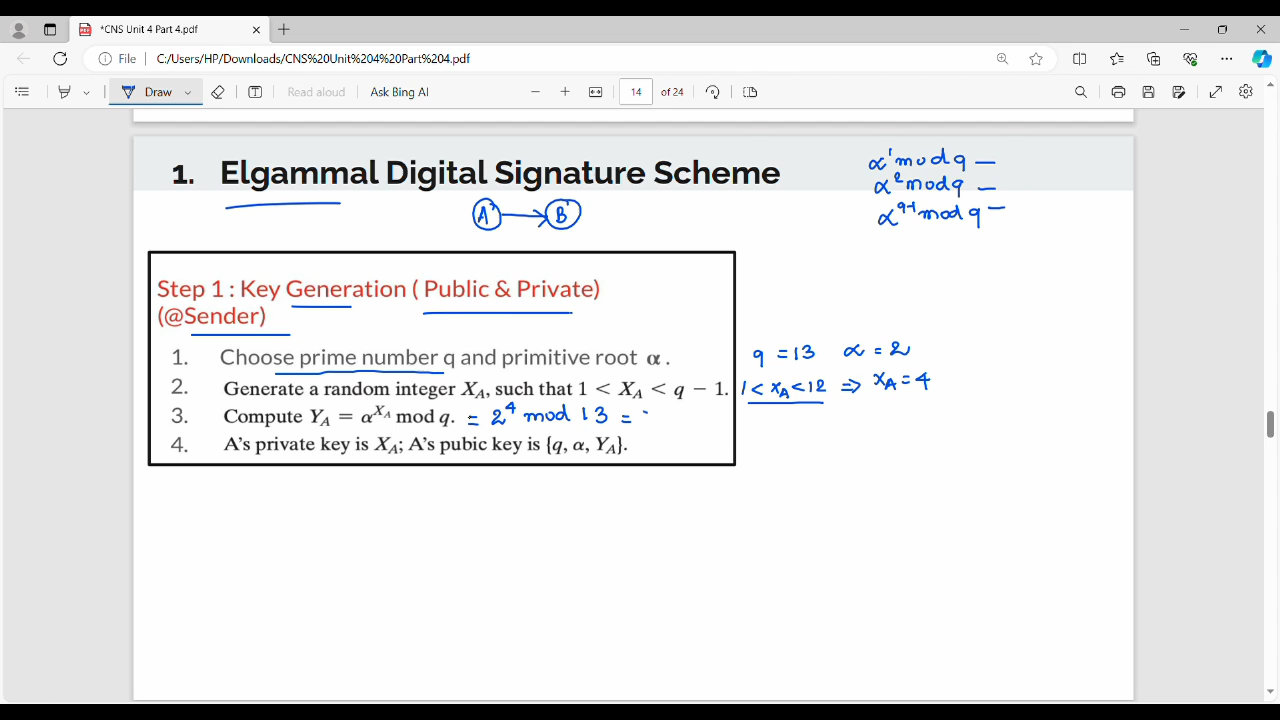 *CNS Unit 4 Part 4.pdf
File | C:/Users/HP/Downloads/CNS%20Unit%204%20Part%204.pdf
Draw Read aloud Ask Bing AI 14 of 24
1. Elgammal Digital Signature Scheme
α¹ mod q —
α² mod q —
α^(q-1) mod q —
A → B
Step 1 : Key Generation ( Public & Private)
(@Sender)
1. Choose prime number q and primitive root α . q = 13 α = 2
2. Generate a random integer X_A, such that 1 < X_A < q − 1. 1 < X_A < 12 ⇒ X_A = 4
3. Compute Y_A = α^(X_A) mod q. = 2⁴ mod 13 =
4. A's private key is X_A; A's pubic key is {q, α, Y_A}.